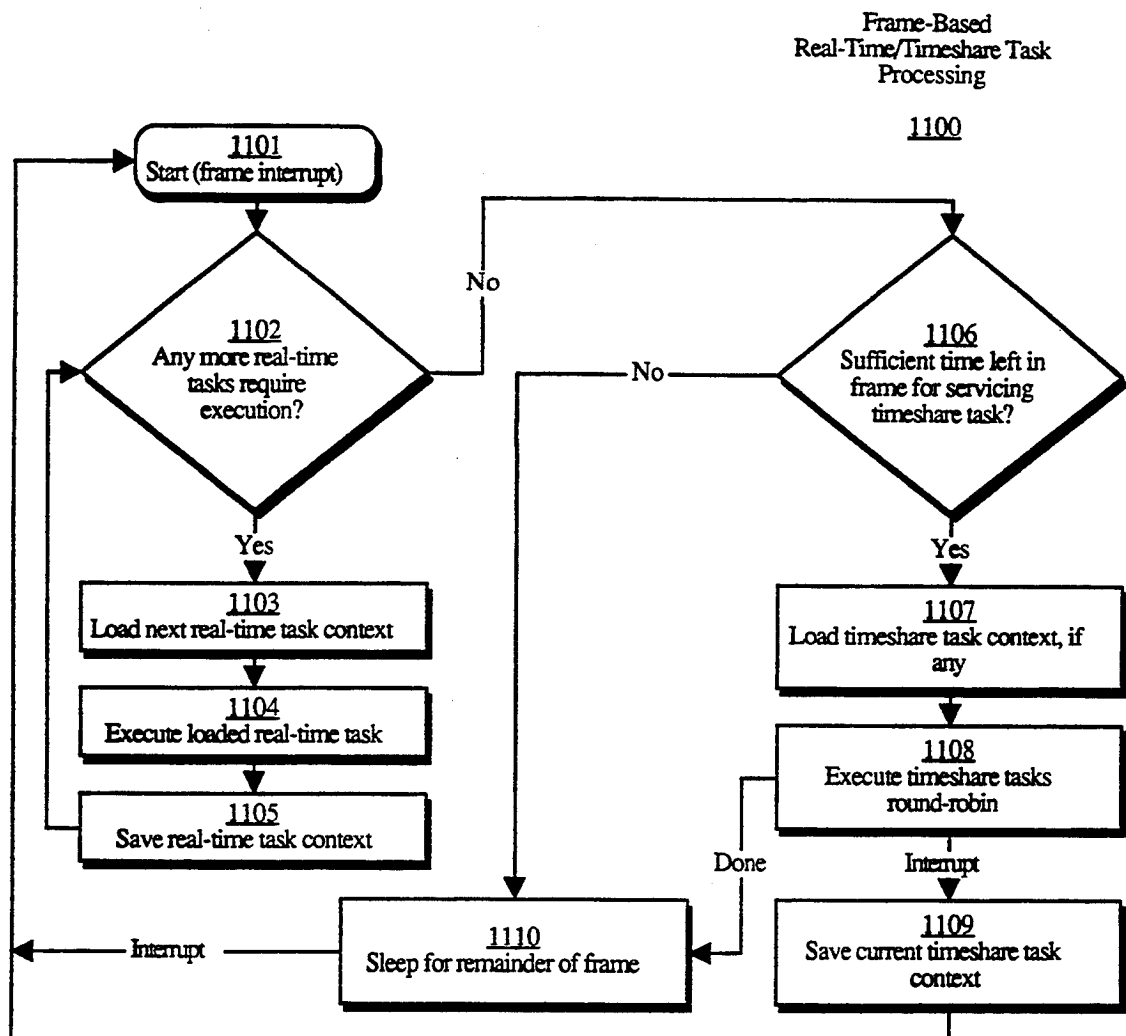 Frame-Based
Real-Time/Timeshare Task
Processing
1100
1101
Start (frame interrupt)
No
1102
Any more real-time
tasks require
execution?
1106
Sufficient time left in
frame for servicing
timeshare task?
No
Yes
Yes
1103
Load next real-time task context
1107
Load timeshare task context, if
any
1104
Execute loaded real-time task
1108
Execute timeshare tasks
round-robin
1105
Save real-time task context
Done
Interrupt
1110
Sleep for remainder of frame
Interrupt
1109
Save current timeshare task
context